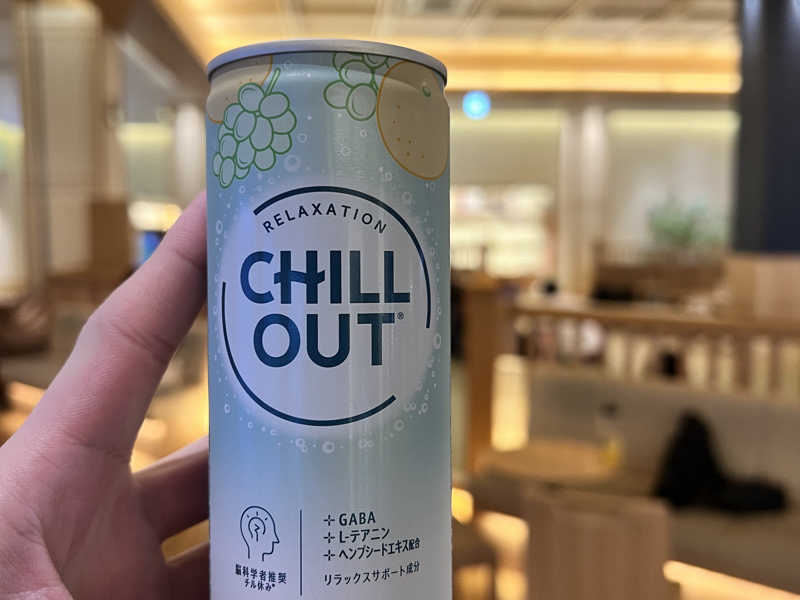 RELAXATION
CHILL
OUT®
脳科学者推奨
チル休み*
GABA
L-テアニン
ヘンプシードエキス配合
リラックスサポート成分